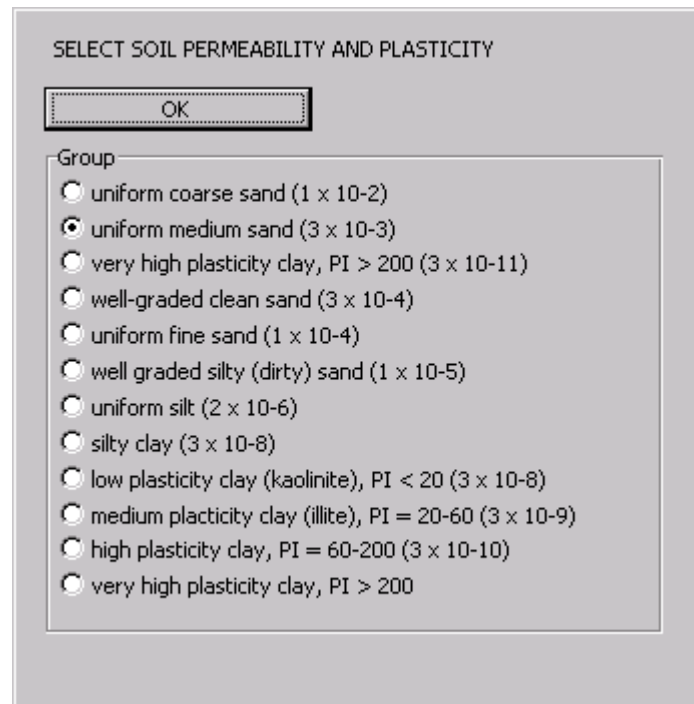 SELECT SOIL PERMEABILITY AND PLASTICITY
OK
Group
uniform coarse sand (1 x 10-2)
uniform medium sand (3 x 10-3)
very high plasticity clay, PI > 200 (3 x 10-11)
well-graded clean sand (3 x 10-4)
uniform fine sand (1 x 10-4)
well graded silty (dirty) sand (1 x 10-5)
uniform silt (2 x 10-6)
silty clay (3 x 10-8)
low plasticity clay (kaolinite), PI < 20 (3 x 10-8)
medium placticity clay (illite), PI = 20-60 (3 x 10-9)
high plasticity clay, PI = 60-200 (3 x 10-10)
very high plasticity clay, PI > 200